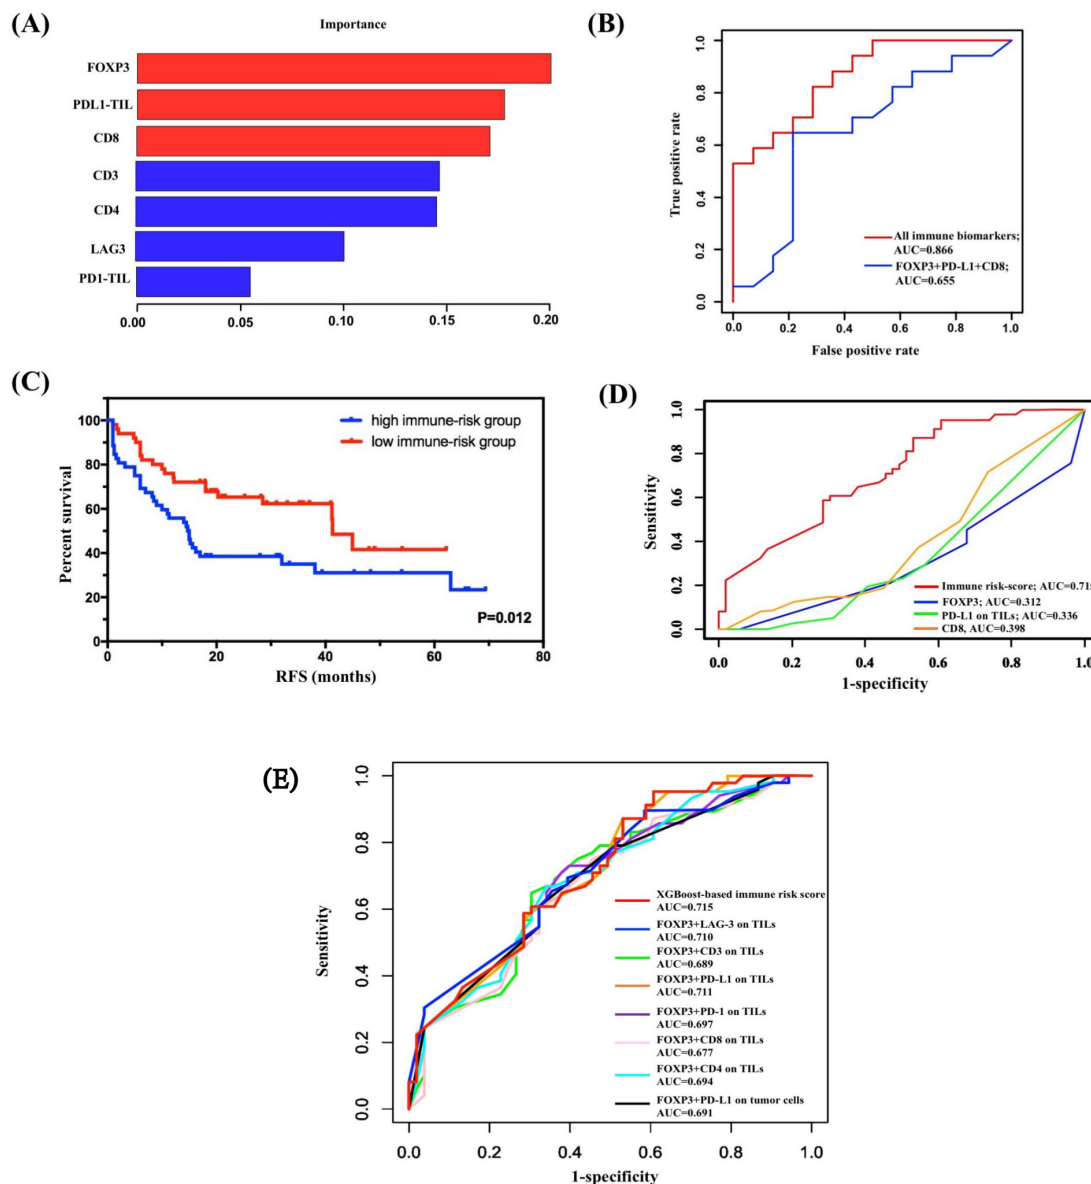 (A)
Importance
FOXP3
PDL1-TIL
CD8
CD3
CD4
LAG3
PD1-TIL
0.00 0.05 0.10 0.15 0.20
(B)
True positive rate
1.0
0.8
0.6
0.4
0.2
0.0
All immune biomarkers;
AUC=0.866
FOXP3+PD-L1+CD8;
AUC=0.655
0.0 0.2 0.4 0.6 0.8 1.0
False positive rate
(C)
Percent survival
100
80
60
40
20
0
high immune-risk group
low immune-risk group
P=0.012
0 20 40 60 80
RFS (months)
(D)
Sensitivity
1.0
0.8
0.6
0.4
0.2
0.0
Immune risk-score; AUC=0.715
FOXP3; AUC=0.312
PD-L1 on TILs; AUC=0.336
CD8, AUC=0.398
0.0 0.2 0.4 0.6 0.8 1.0
1-specificity
(E)
Sensitivity
1.0
0.8
0.6
0.4
0.2
0.0
XGBoost-based immune risk score
AUC=0.715
FOXP3+LAG-3 on TILs
AUC=0.710
FOXP3+CD3 on TILs
AUC=0.689
FOXP3+PD-L1 on TILs
AUC=0.711
FOXP3+PD-1 on TILs
AUC=0.697
FOXP3+CD8 on TILs
AUC=0.677
FOXP3+CD4 on TILs
AUC=0.694
FOXP3+PD-L1 on tumor cells
AUC=0.691
0.0 0.2 0.4 0.6 0.8 1.0
1-specificity